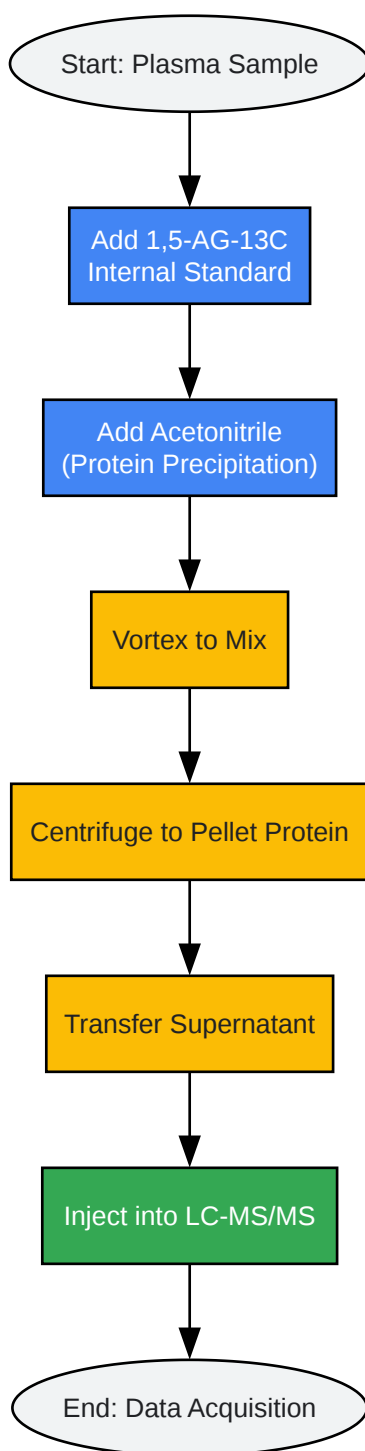 Start: Plasma Sample
Add 1,5-AG-13C
Internal Standard
Add Acetonitrile
(Protein Precipitation)
Vortex to Mix
Centrifuge to Pellet Protein
Transfer Supernatant
Inject into LC-MS/MS
End: Data Acquisition